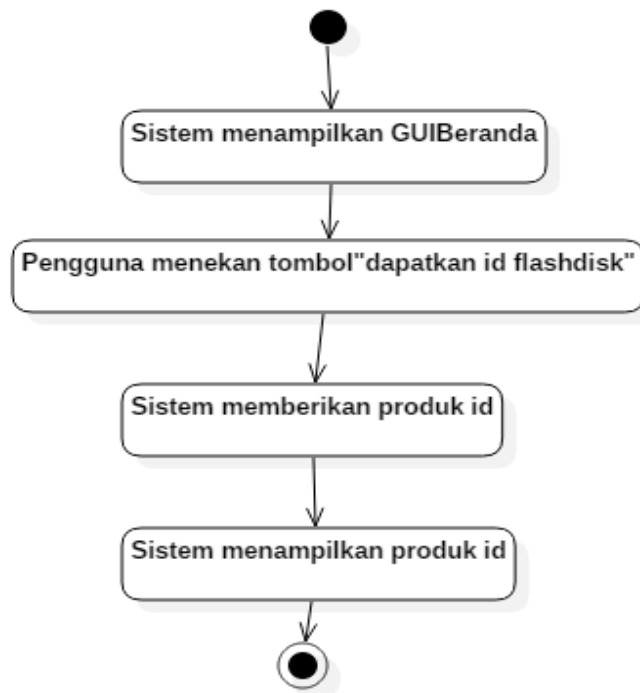 Sistem menampilkan GUIBeranda
Pengguna menekan tombol"dapatkan id flashdisk"
Sistem memberikan produk id
Sistem menampilkan produk id